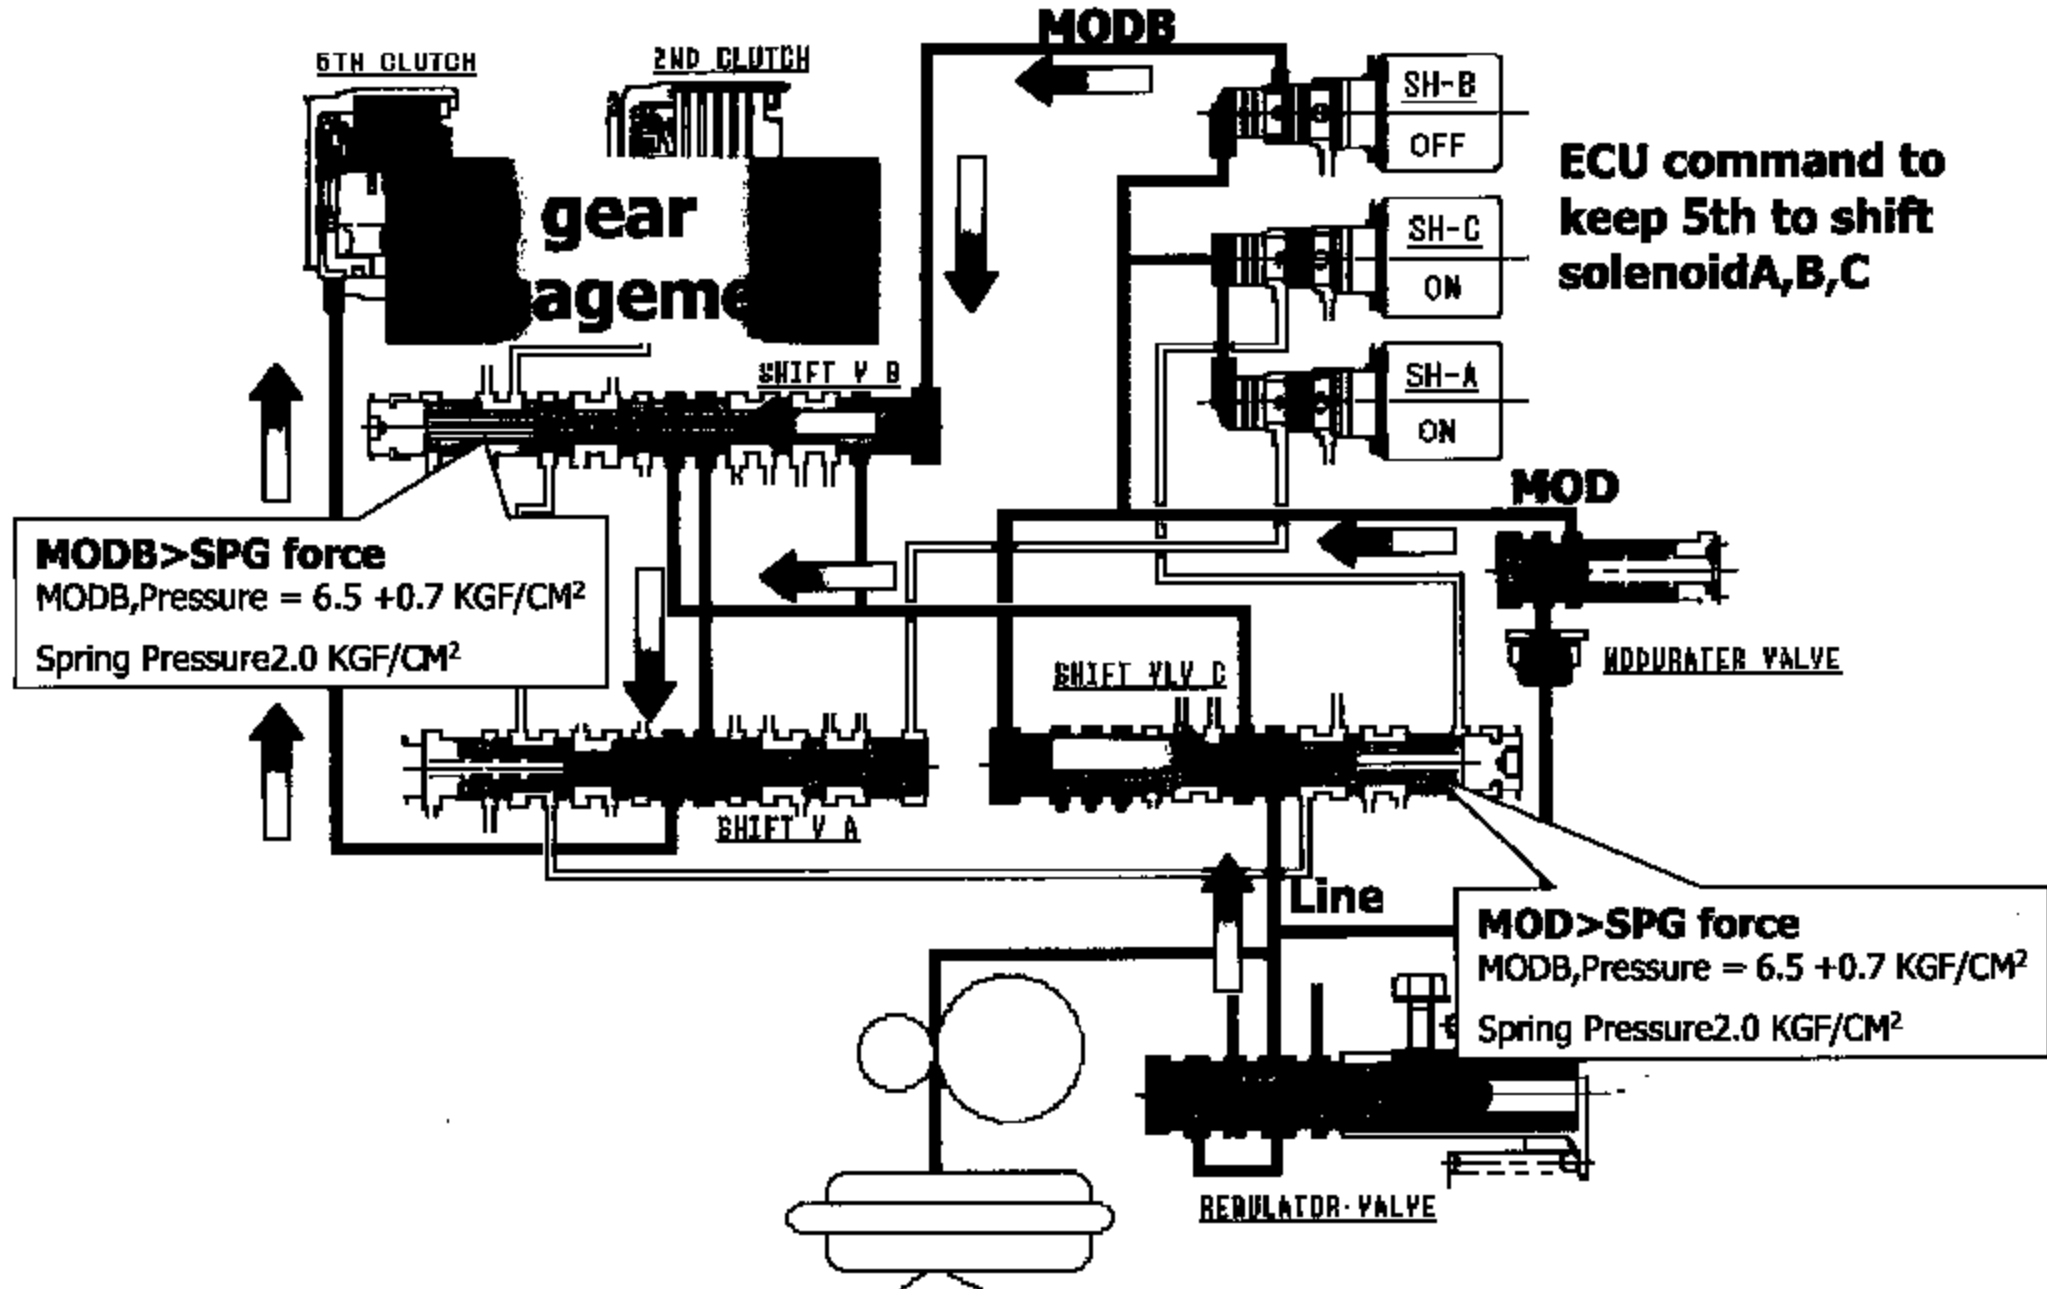 MODB
5TH CLUTCH
2ND CLUTCH
SH-B
OFF
ECU command to
keep 5th to shift
solenoidA,B,C
gear
ageme
SH-C
ON
SHIFT V B
SH-A
ON
MOD
MODB>SPG force
MODB,Pressure = 6.5 +0.7 KGF/CM²
Spring Pressure2.0 KGF/CM²
SHIFT VLV C
MODURATER VALVE
SHIFT V A
Line
MOD>SPG force
MODB,Pressure = 6.5 +0.7 KGF/CM²
Spring Pressure2.0 KGF/CM²
REGULATOR·VALVE